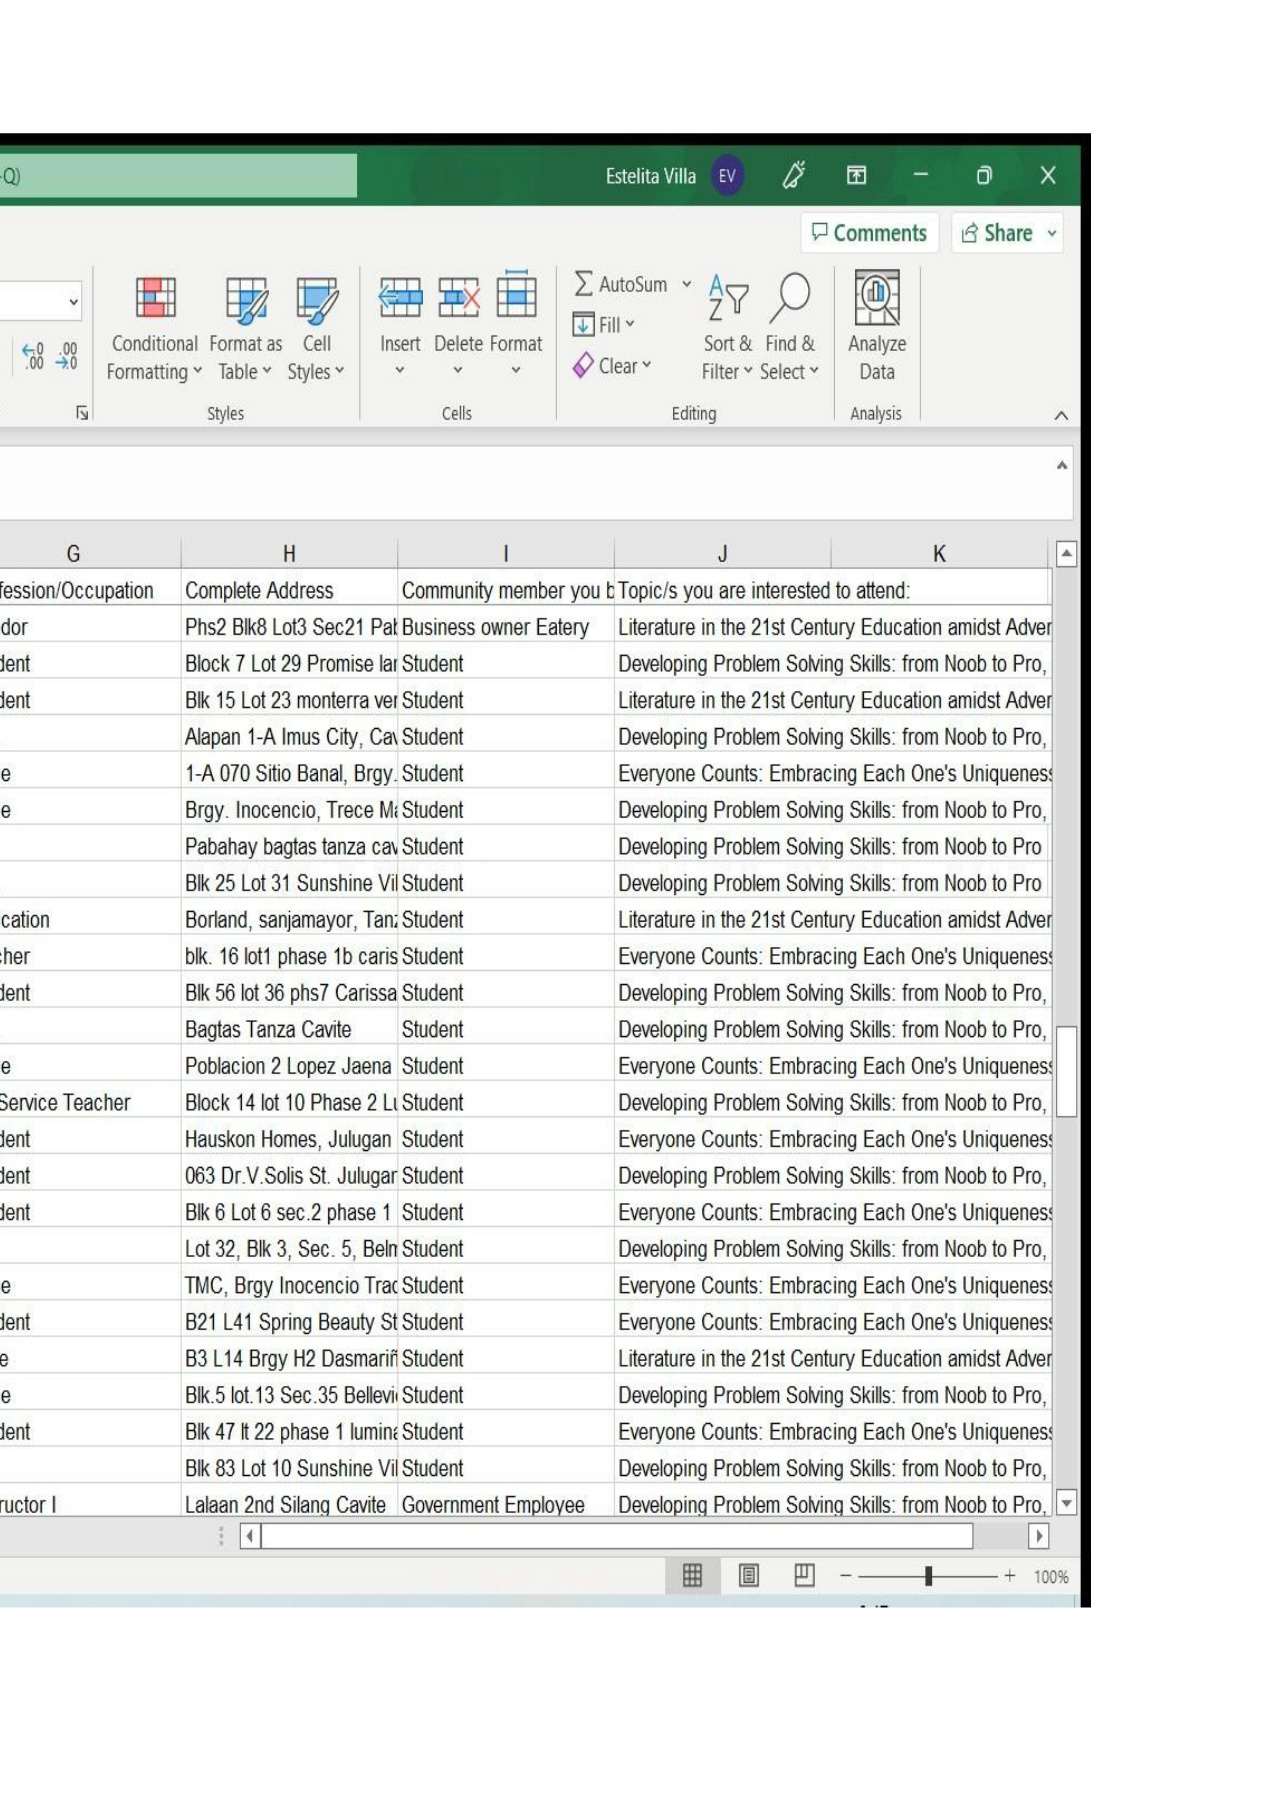 -Q) Estelita Villa EV
Comments Share
Conditional Formatting Format as Table Cell Styles Insert Delete Format AutoSum Fill Clear Sort & Filter Find & Select Analyze Data
Styles Cells Editing Analysis
G H I J K
fession/Occupation Complete Address Community member you b Topic/s you are interested to attend:
dor Phs2 Blk8 Lot3 Sec21 Pab Business owner Eatery Literature in the 21st Century Education amidst Adver
dent Block 7 Lot 29 Promise lan Student Developing Problem Solving Skills: from Noob to Pro,
dent Blk 15 Lot 23 monterra ver Student Literature in the 21st Century Education amidst Adver
Alapan 1-A Imus City, Cav Student Developing Problem Solving Skills: from Noob to Pro,
e 1-A 070 Sitio Banal, Brgy. Student Everyone Counts: Embracing Each One's Uniqueness
e Brgy. Inocencio, Trece Ma Student Developing Problem Solving Skills: from Noob to Pro,
Pabahay bagtas tanza cav Student Developing Problem Solving Skills: from Noob to Pro
Blk 25 Lot 31 Sunshine Vil Student Developing Problem Solving Skills: from Noob to Pro
cation Borland, sanjamayor, Tanz Student Literature in the 21st Century Education amidst Adver
cher blk. 16 lot1 phase 1b caris Student Everyone Counts: Embracing Each One's Uniqueness
dent Blk 56 lot 36 phs7 Carissa Student Developing Problem Solving Skills: from Noob to Pro,
Bagtas Tanza Cavite Student Developing Problem Solving Skills: from Noob to Pro,
e Poblacion 2 Lopez Jaena Student Everyone Counts: Embracing Each One's Uniqueness
Service Teacher Block 14 lot 10 Phase 2 Lu Student Developing Problem Solving Skills: from Noob to Pro,
dent Hauskon Homes, Julugan Student Everyone Counts: Embracing Each One's Uniqueness
dent 063 Dr.V.Solis St. Julugan Student Developing Problem Solving Skills: from Noob to Pro,
dent Blk 6 Lot 6 sec.2 phase 1 Student Everyone Counts: Embracing Each One's Uniqueness
Lot 32, Blk 3, Sec. 5, Belm Student Developing Problem Solving Skills: from Noob to Pro,
e TMC, Brgy Inocencio Trac Student Everyone Counts: Embracing Each One's Uniqueness
dent B21 L41 Spring Beauty St Student Everyone Counts: Embracing Each One's Uniqueness
e B3 L14 Brgy H2 Dasmariñ Student Literature in the 21st Century Education amidst Adver
e Blk.5 lot.13 Sec.35 Bellevi Student Developing Problem Solving Skills: from Noob to Pro,
dent Blk 47 lt 22 phase 1 lumina Student Everyone Counts: Embracing Each One's Uniqueness
Blk 83 Lot 10 Sunshine Vil Student Developing Problem Solving Skills: from Noob to Pro,
ructor I Lalaan 2nd Silang Cavite Government Employee Developing Problem Solving Skills: from Noob to Pro,
100%